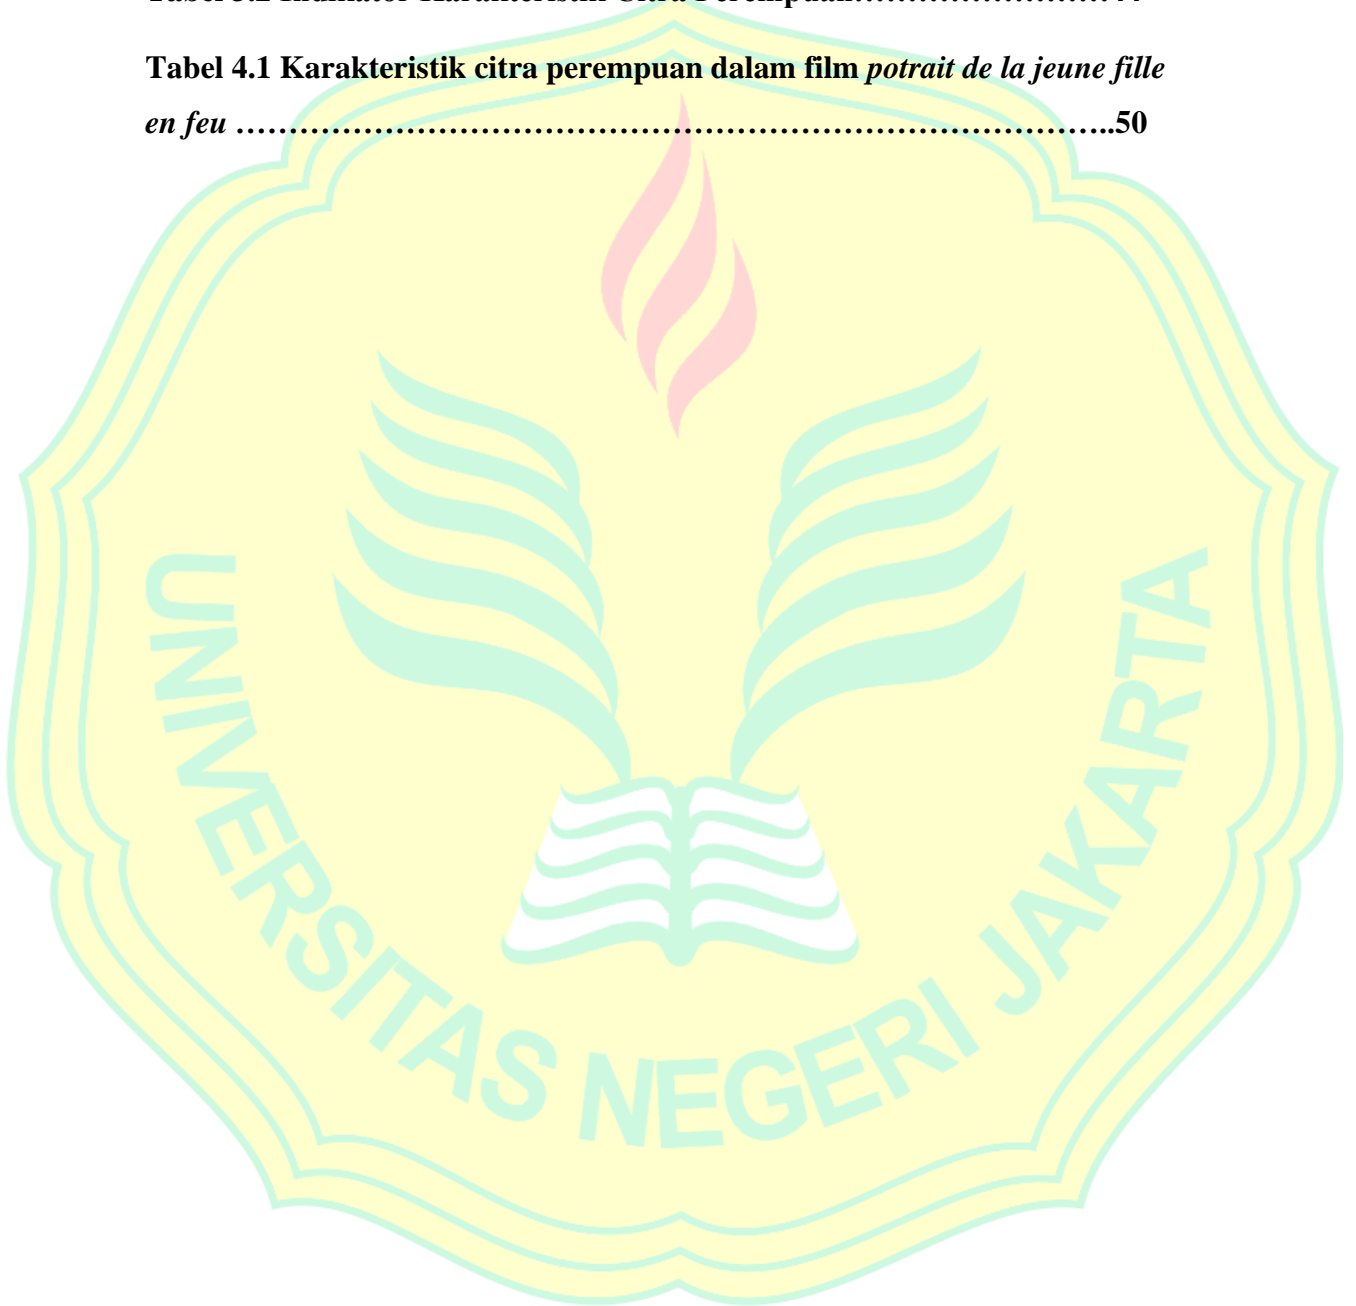 Tabel 4.1 Karakteristik citra perempuan dalam film potrait de la jeune fille
en feu ……………………………………………………………………..50
UNIVERSITAS NEGERI JAKARTA